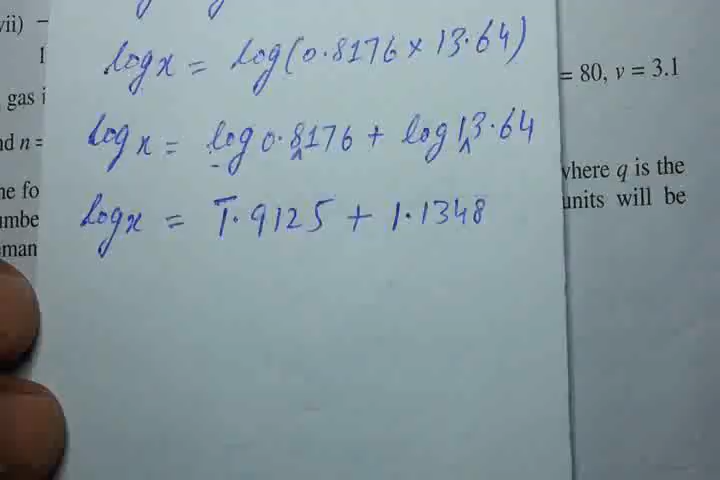 vii)
log x = log(0.8176 × 13.64)
= 80, v = 3.1
gas i
log x = log 0.8176 + log 13.64
nd n =
where q is the
ne fo
log x = 1̅.9125 + 1.1348
units will be
umbe
man